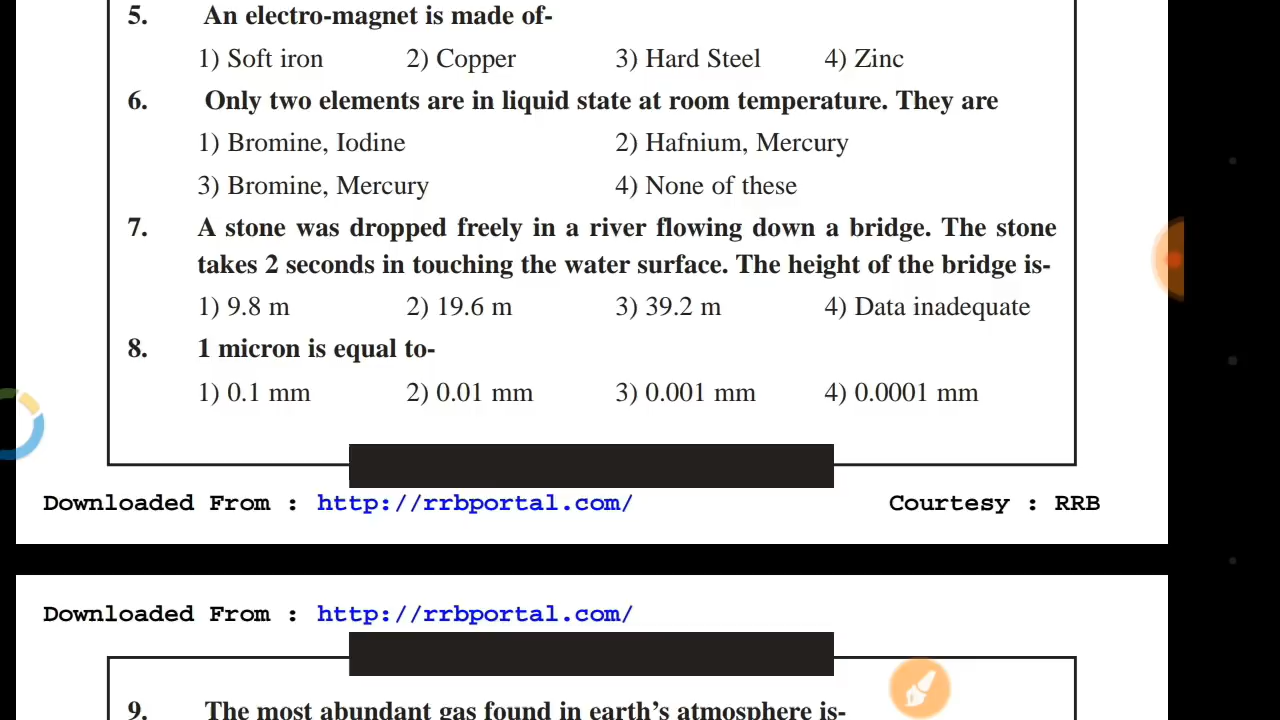 5. An electro-magnet is made of-
1) Soft iron 2) Copper 3) Hard Steel 4) Zinc
6. Only two elements are in liquid state at room temperature. They are
1) Bromine, Iodine 2) Hafnium, Mercury
3) Bromine, Mercury 4) None of these
7. A stone was dropped freely in a river flowing down a bridge. The stone
takes 2 seconds in touching the water surface. The height of the bridge is-
1) 9.8 m 2) 19.6 m 3) 39.2 m 4) Data inadequate
8. 1 micron is equal to-
1) 0.1 mm 2) 0.01 mm 3) 0.001 mm 4) 0.0001 mm
Downloaded From : http://rrbportal.com/ Courtesy : RRB
Downloaded From : http://rrbportal.com/
9. The most abundant gas found in earth's atmosphere is-